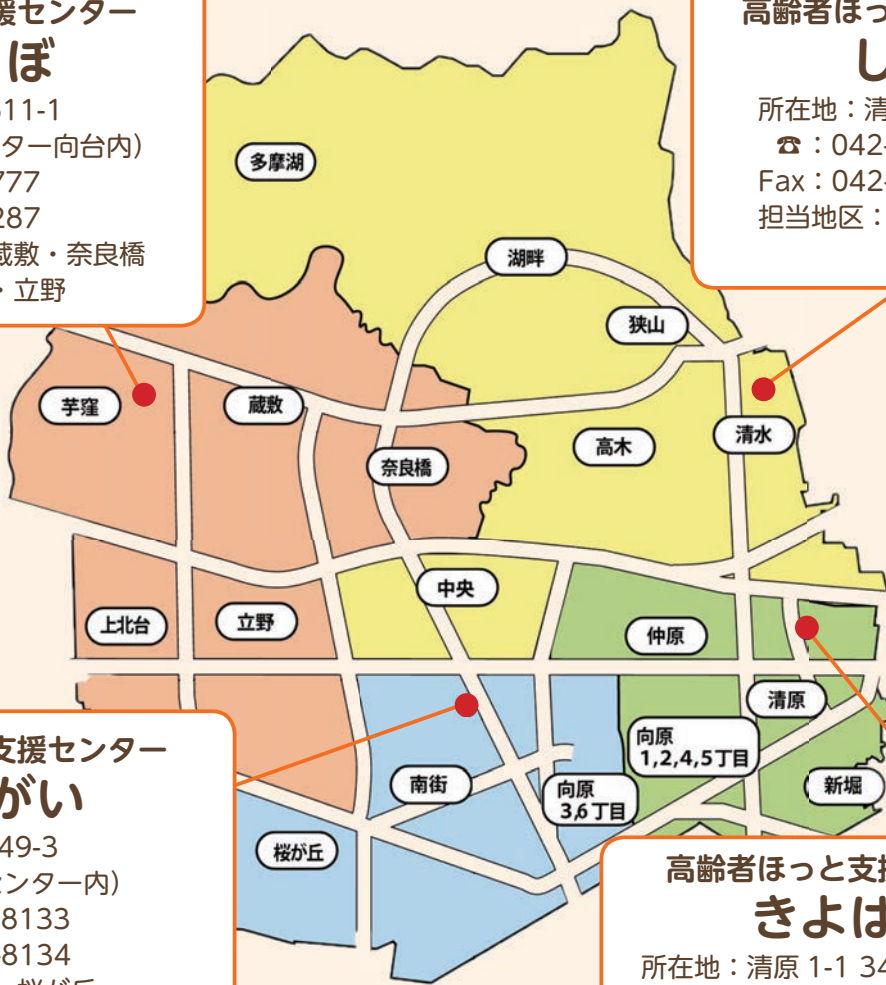 援センター
ぼ
611-1
ター向台内）
777
287
蔵敷・奈良橋
・立野
高齢者ほっ
し
所在地：清
☎：042-
Fax：042-
担当地区：
多摩湖
湖畔
狭山
芋窪
蔵敷
奈良橋
高木
清水
中央
上北台
立野
仲原
清原
向原
1,2,4,5丁目
南街
向原
3,6丁目
新堀
桜が丘
支援センター
がい
49-3
センター内）
8133
8134
桜が丘
高齢者ほっと支援
きよは
所在地：清原 1-1 34